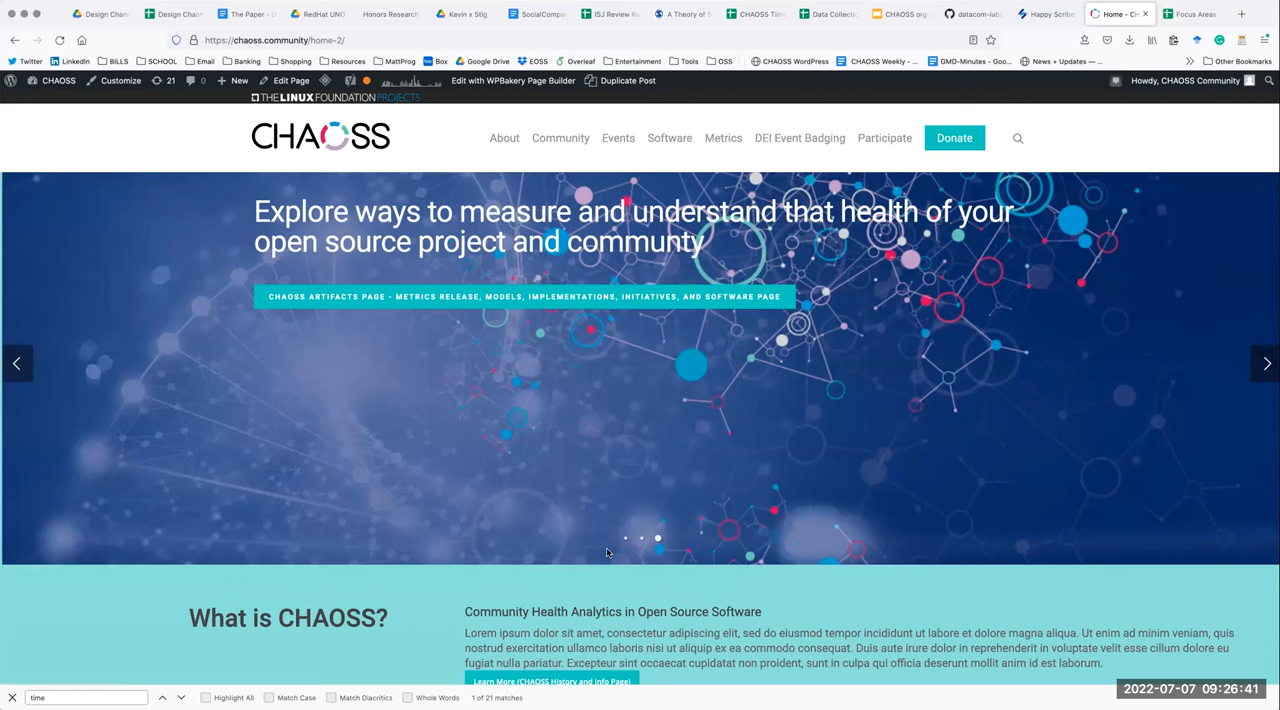 Design Chann
Design Chann
The Paper - D
RedHat UNO
Honors Research
Kevin x Stig
SocialCompa
ISJ Review Re
A Theory of S
CHAOSS Time
Data Collectio
CHAOSS org
datacom-labs
Happy Scribe
Home - CH
Focus Areas
https://chaoss.community/home-2/
Twitter
LinkedIn
BILLS
SCHOOL
Email
Banking
Shopping
Resources
MattProg
Box
Google Drive
EOSS
Overleaf
Entertainment
Tools
OSS
CHAOSS WordPress
CHAOSS Weekly - ...
GMD-Minutes - Goo...
News + Updates — ...
Other Bookmarks
CHAOSS
Customize
21
0
New
Edit Page
Edit with WPBakery Page Builder
Duplicate Post
Howdy, CHAOSS Community
THE LINUX FOUNDATION PROJECTS
CHAOSS
About
Community
Events
Software
Metrics
DEI Event Badging
Participate
Donate
Explore ways to measure and understand that health of your
open source project and communty
CHAOSS ARTIFACTS PAGE - METRICS RELEASE, MODELS, IMPLEMENTATIONS, INITIATIVES, AND SOFTWARE PAGE
What is CHAOSS?
Community Health Analytics in Open Source Software
Lorem ipsum dolor sit amet, consectetur adipiscing elit, sed do eiusmod tempor incididunt ut labore et dolore magna aliqua. Ut enim ad minim veniam, quis
nostrud exercitation ullamco laboris nisi ut aliquip ex ea commodo consequat. Duis aute irure dolor in reprehenderit in voluptate velit esse cillum dolore eu
fugiat nulla pariatur. Excepteur sint occaecat cupidatat non proident, sunt in culpa qui officia deserunt mollit anim id est laborum.
Learn More (CHAOSS History and Info Page)
time
Highlight All
Match Case
Match Diacritics
Whole Words
1 of 21 matches
2022-07-07 09:26:41